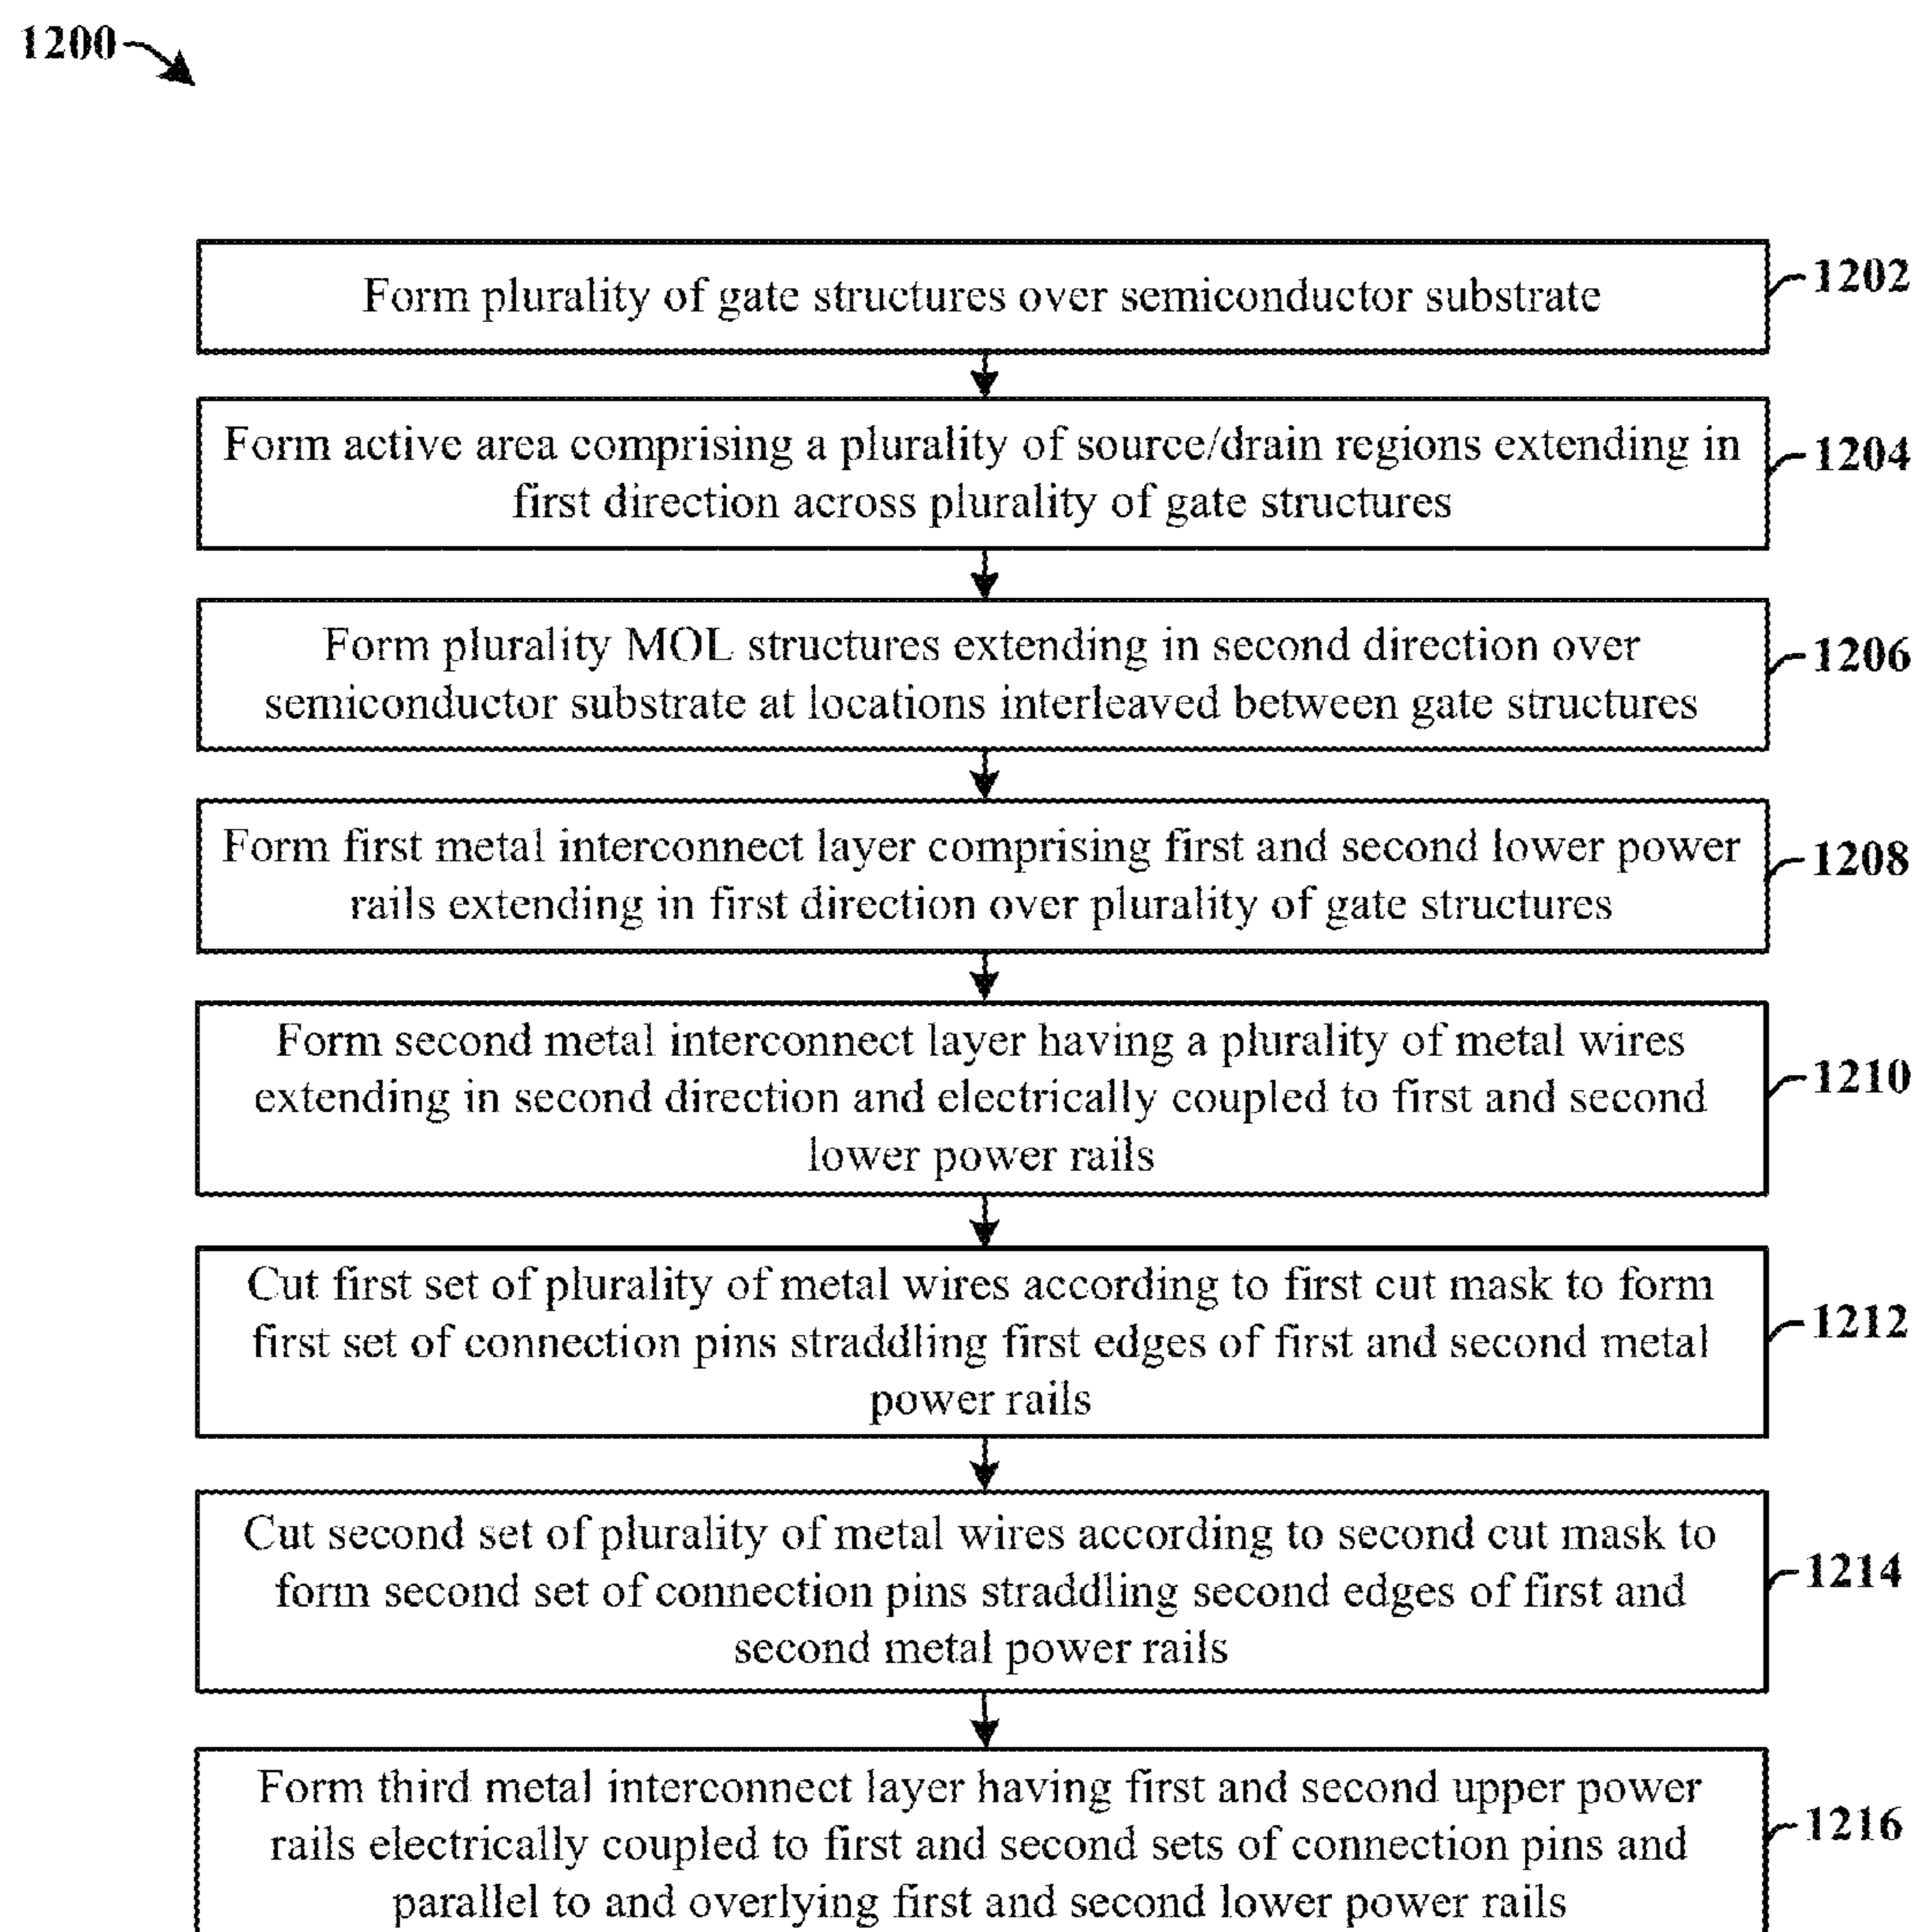 1200
Form plurality of gate structures over semiconductor substrate
1202
Form active area comprising a plurality of source/drain regions extending in
first direction across plurality of gate structures
1204
Form plurality MOL structures extending in second direction over
semiconductor substrate at locations interleaved between gate structures
1206
Form first metal interconnect layer comprising first and second lower power
rails extending in first direction over plurality of gate structures
1208
Form second metal interconnect layer having a plurality of metal wires
extending in second direction and electrically coupled to first and second
lower power rails
1210
Cut first set of plurality of metal wires according to first cut mask to form
first set of connection pins straddling first edges of first and second metal
power rails
1212
Cut second set of plurality of metal wires according to second cut mask to
form second set of connection pins straddling second edges of first and
second metal power rails
1214
Form third metal interconnect layer having first and second upper power
rails electrically coupled to first and second sets of connection pins and
parallel to and overlying first and second lower power rails
1216